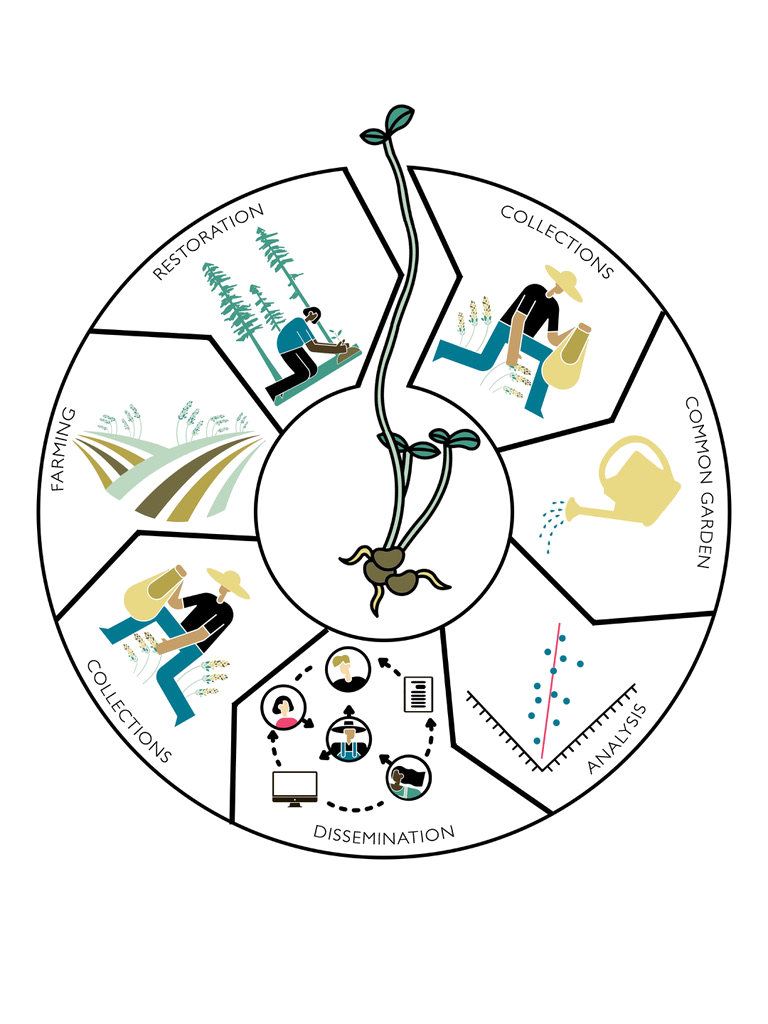 COLLECTIONS
COMMON GARDEN
ANALYSIS
DISSEMINATION
COLLECTIONS
FARMING
RESTORATION